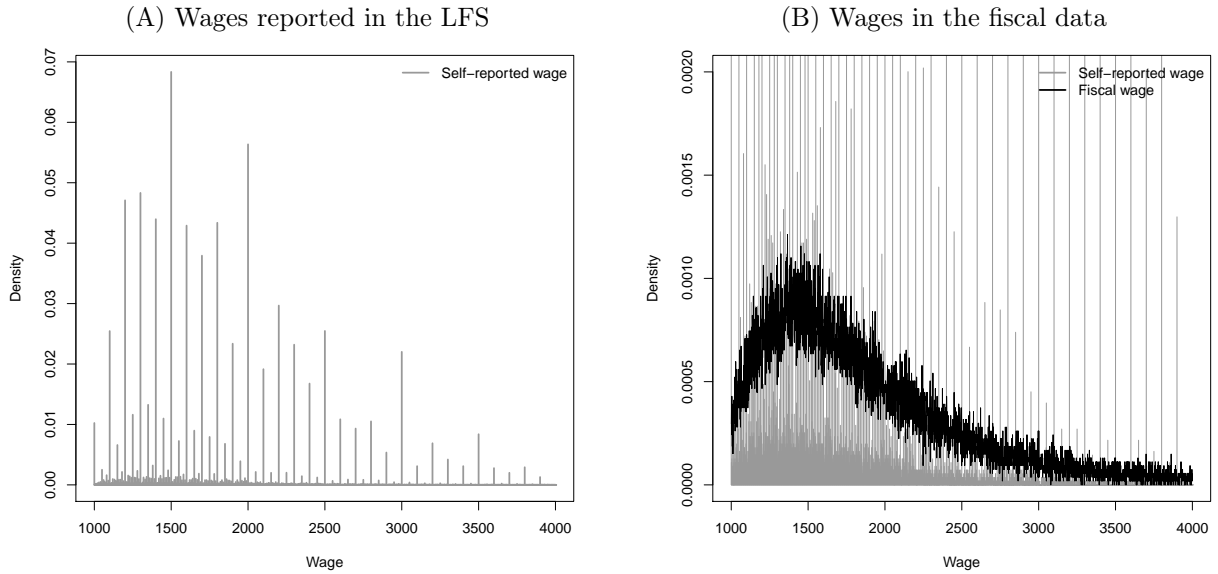 (A) Wages reported in the LFS
0.07
0.06
0.05
0.04
0.03
0.02
0.01
0.00
Density
Self−reported wage
1000 1500 2000 2500 3000 3500 4000
Wage
(B) Wages in the fiscal data
0.0020
0.0015
0.0010
0.0005
0.0000
Density
Self−reported wage
Fiscal wage
1000 1500 2000 2500 3000 3500 4000
Wage